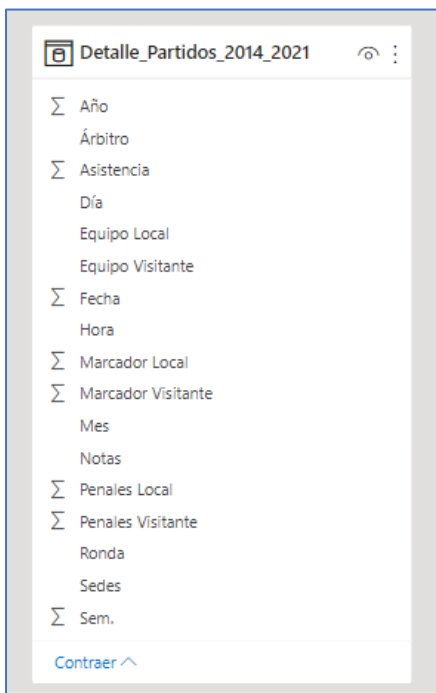 Detalle_Partidos_2014_2021
∑ Año
Árbitro
∑ Asistencia
Día
Equipo Local
Equipo Visitante
∑ Fecha
Hora
∑ Marcador Local
∑ Marcador Visitante
Mes
Notas
∑ Penales Local
∑ Penales Visitante
Ronda
Sedes
∑ Sem.
Contraer